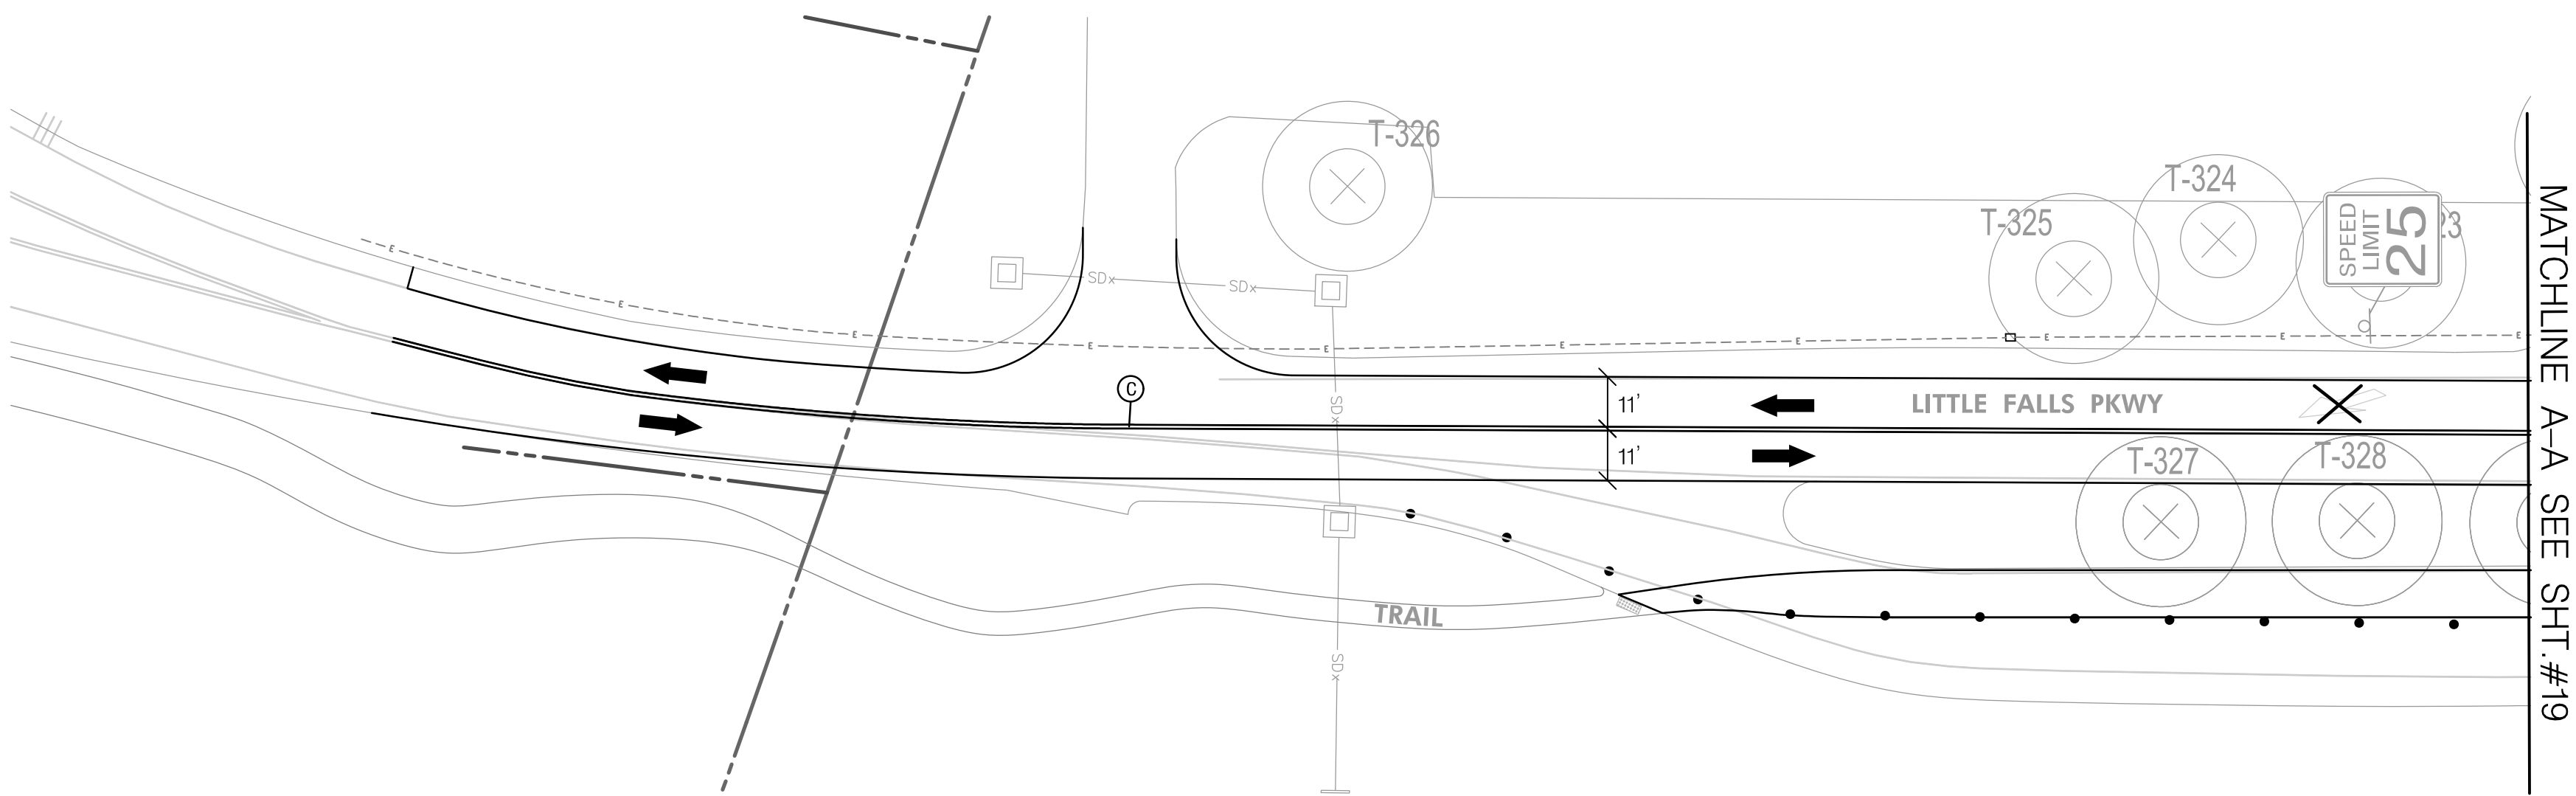 T-326
T-324
T-325
SPEED
LIMIT
25
23
E
E
E
E
E
E
E
E
E
E
SDx
SDx
SDx
SDx
C
11'
11'
LITTLE FALLS PKWY
T-327
T-328
TRAIL
MATCHLINE A-A SEE SHT.#19